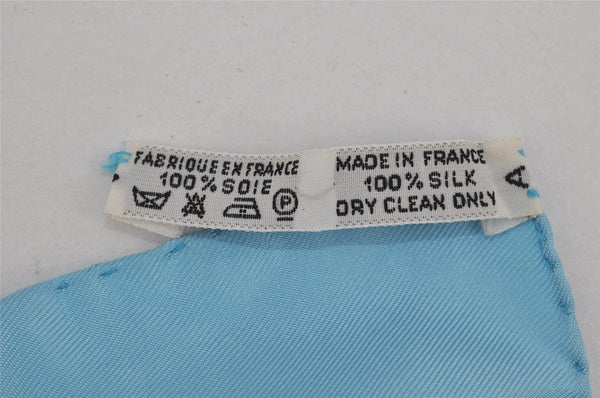 FABRIQUE EN FRANCE
100% SOIE
P
MADE IN FRANCE
100% SILK
DRY CLEAN ONLY
A